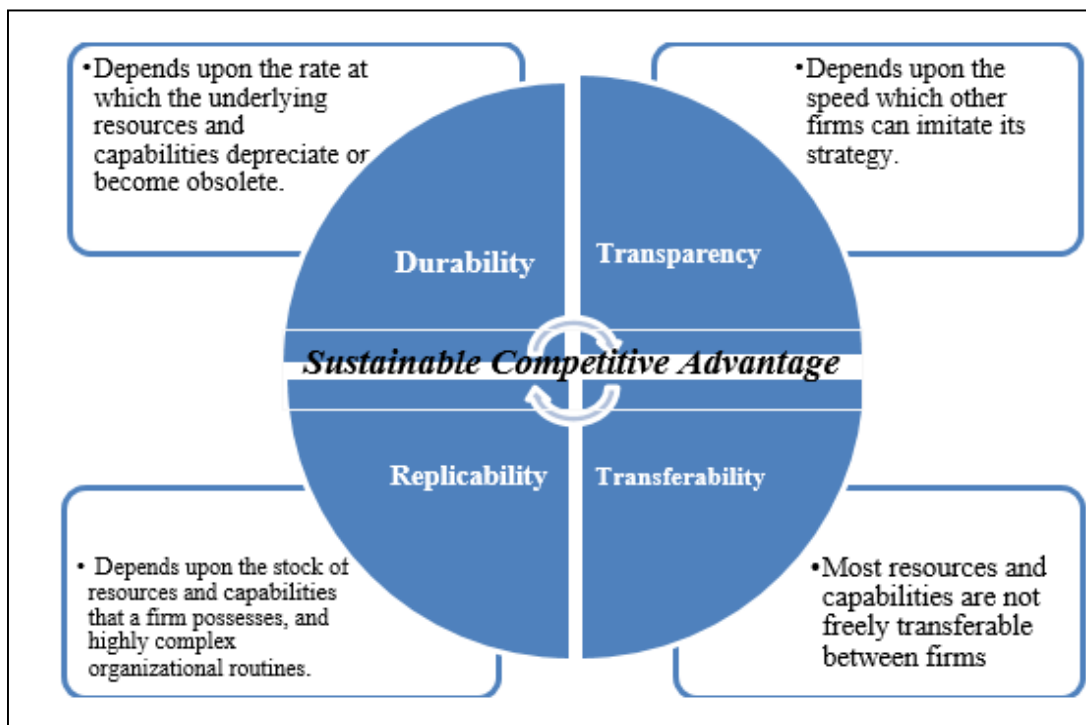 •Depends upon the rate at
which the underlying
resources and
capabilities depreciate or
become obsolete.
•Depends upon the
speed which other
firms can imitate its
strategy.
Durability
Transparency
Sustainable Competitive Advantage
Replicability
Transferability
• Depends upon the stock of
resources and capabilities
that a firm possesses, and
highly complex
organizational routines.
•Most resources and
capabilities are not
freely transferable
between firms